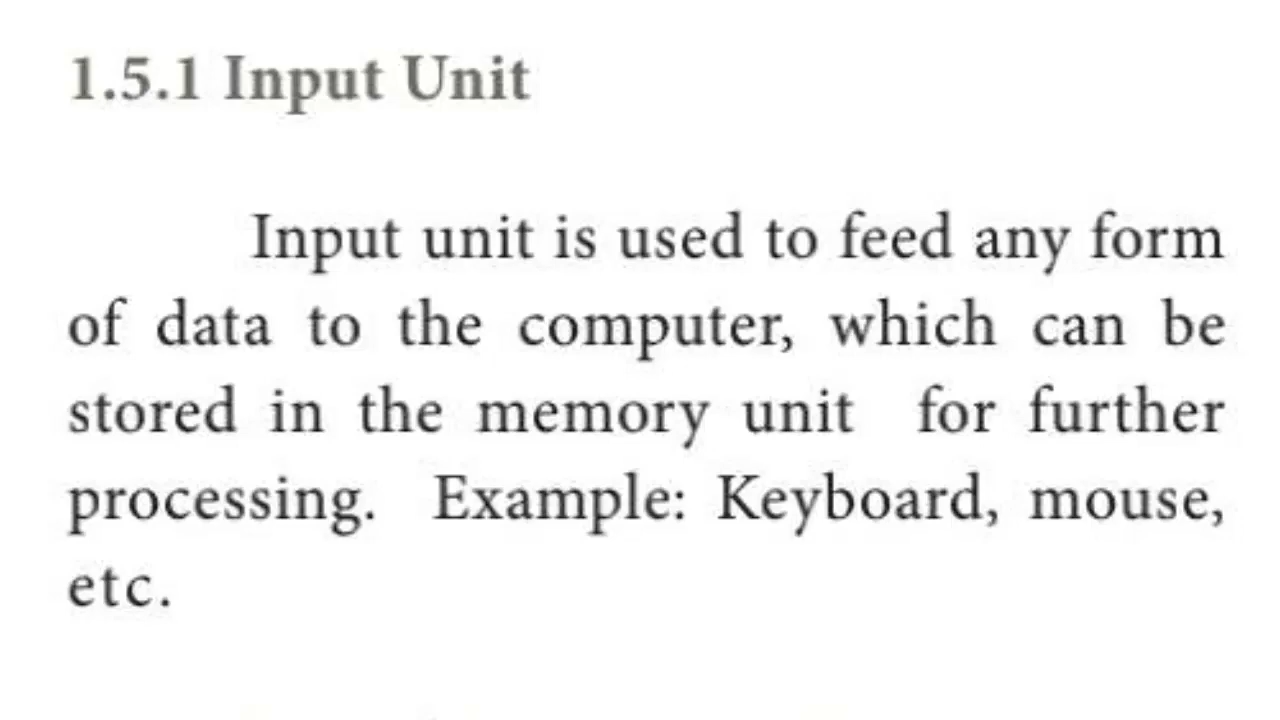 1.5.1 Input Unit
Input unit is used to feed any form
of data to the computer, which can be
stored in the memory unit for further
processing. Example: Keyboard, mouse,
etc.